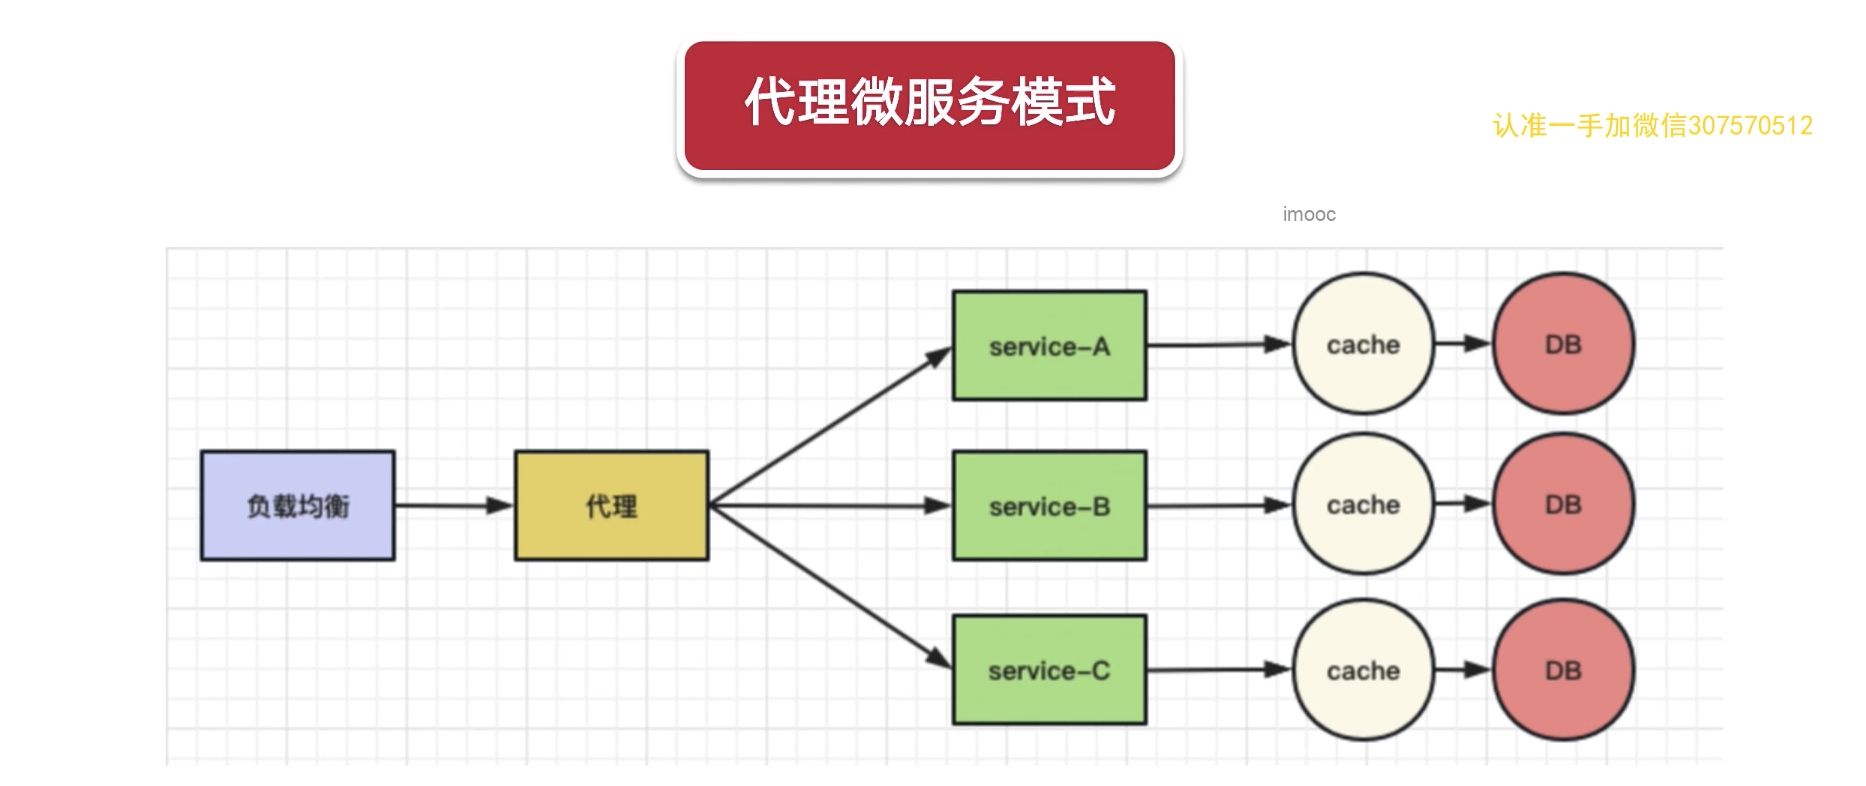 代理微服务模式
认准一手加微信307570512
imooc
service-A
cache
DB
负载均衡
代理
service-B
cache
DB
service-C
cache
DB